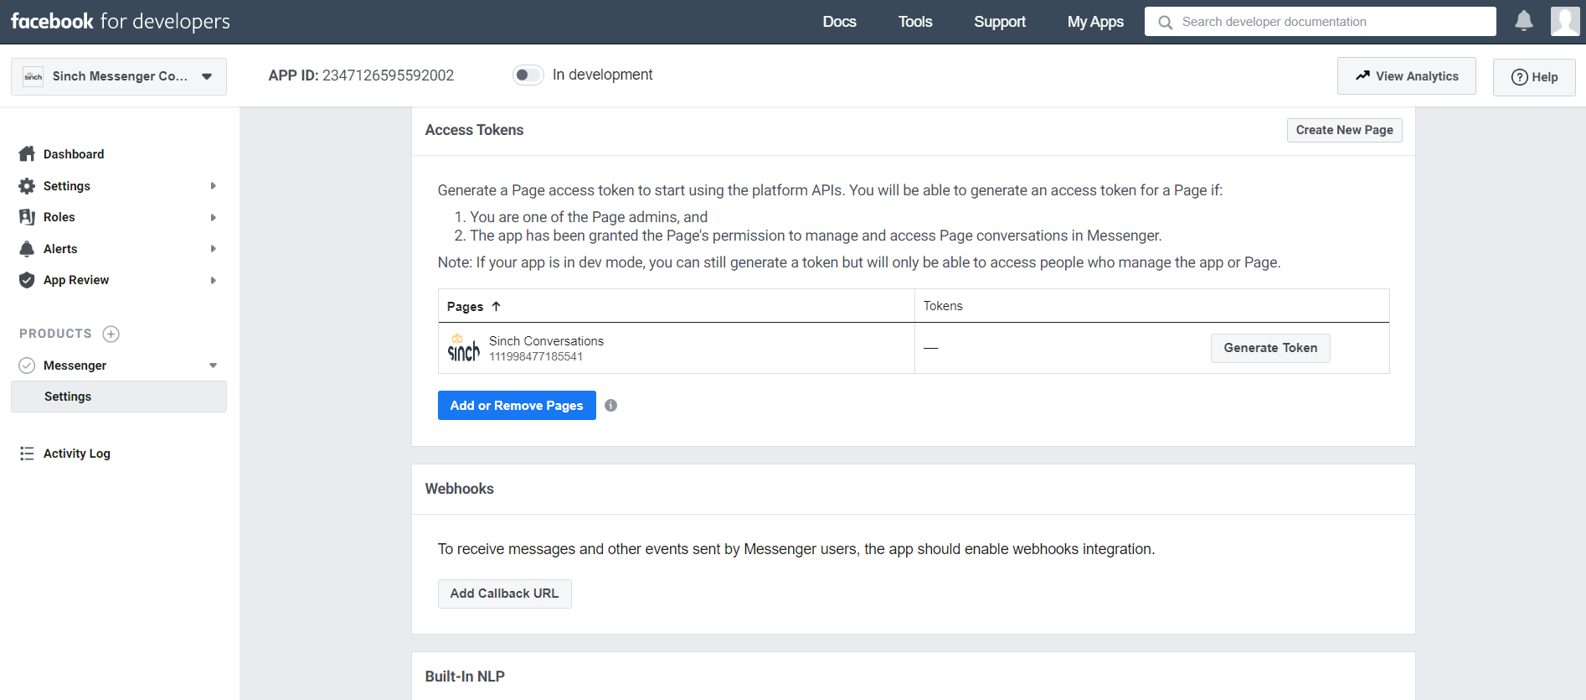 facebook for developers
Docs
Tools
Support
My Apps
Search developer documentation
sinch
Sinch Messenger Co...
APP ID: 2347126595592002
In development
View Analytics
Help
Dashboard
Settings
Roles
Alerts
App Review
PRODUCTS
Messenger
Settings
Activity Log
Access Tokens
Create New Page
Generate a Page access token to start using the platform APIs. You will be able to generate an access token for a Page if:
1. You are one of the Page admins, and
2. The app has been granted the Page's permission to manage and access Page conversations in Messenger.
Note: If your app is in dev mode, you can still generate a token but will only be able to access people who manage the app or Page.
Pages ↑
Tokens
sinch
Sinch Conversations
111998477185541
—
Generate Token
Add or Remove Pages
Webhooks
To receive messages and other events sent by Messenger users, the app should enable webhooks integration.
Add Callback URL
Built-In NLP